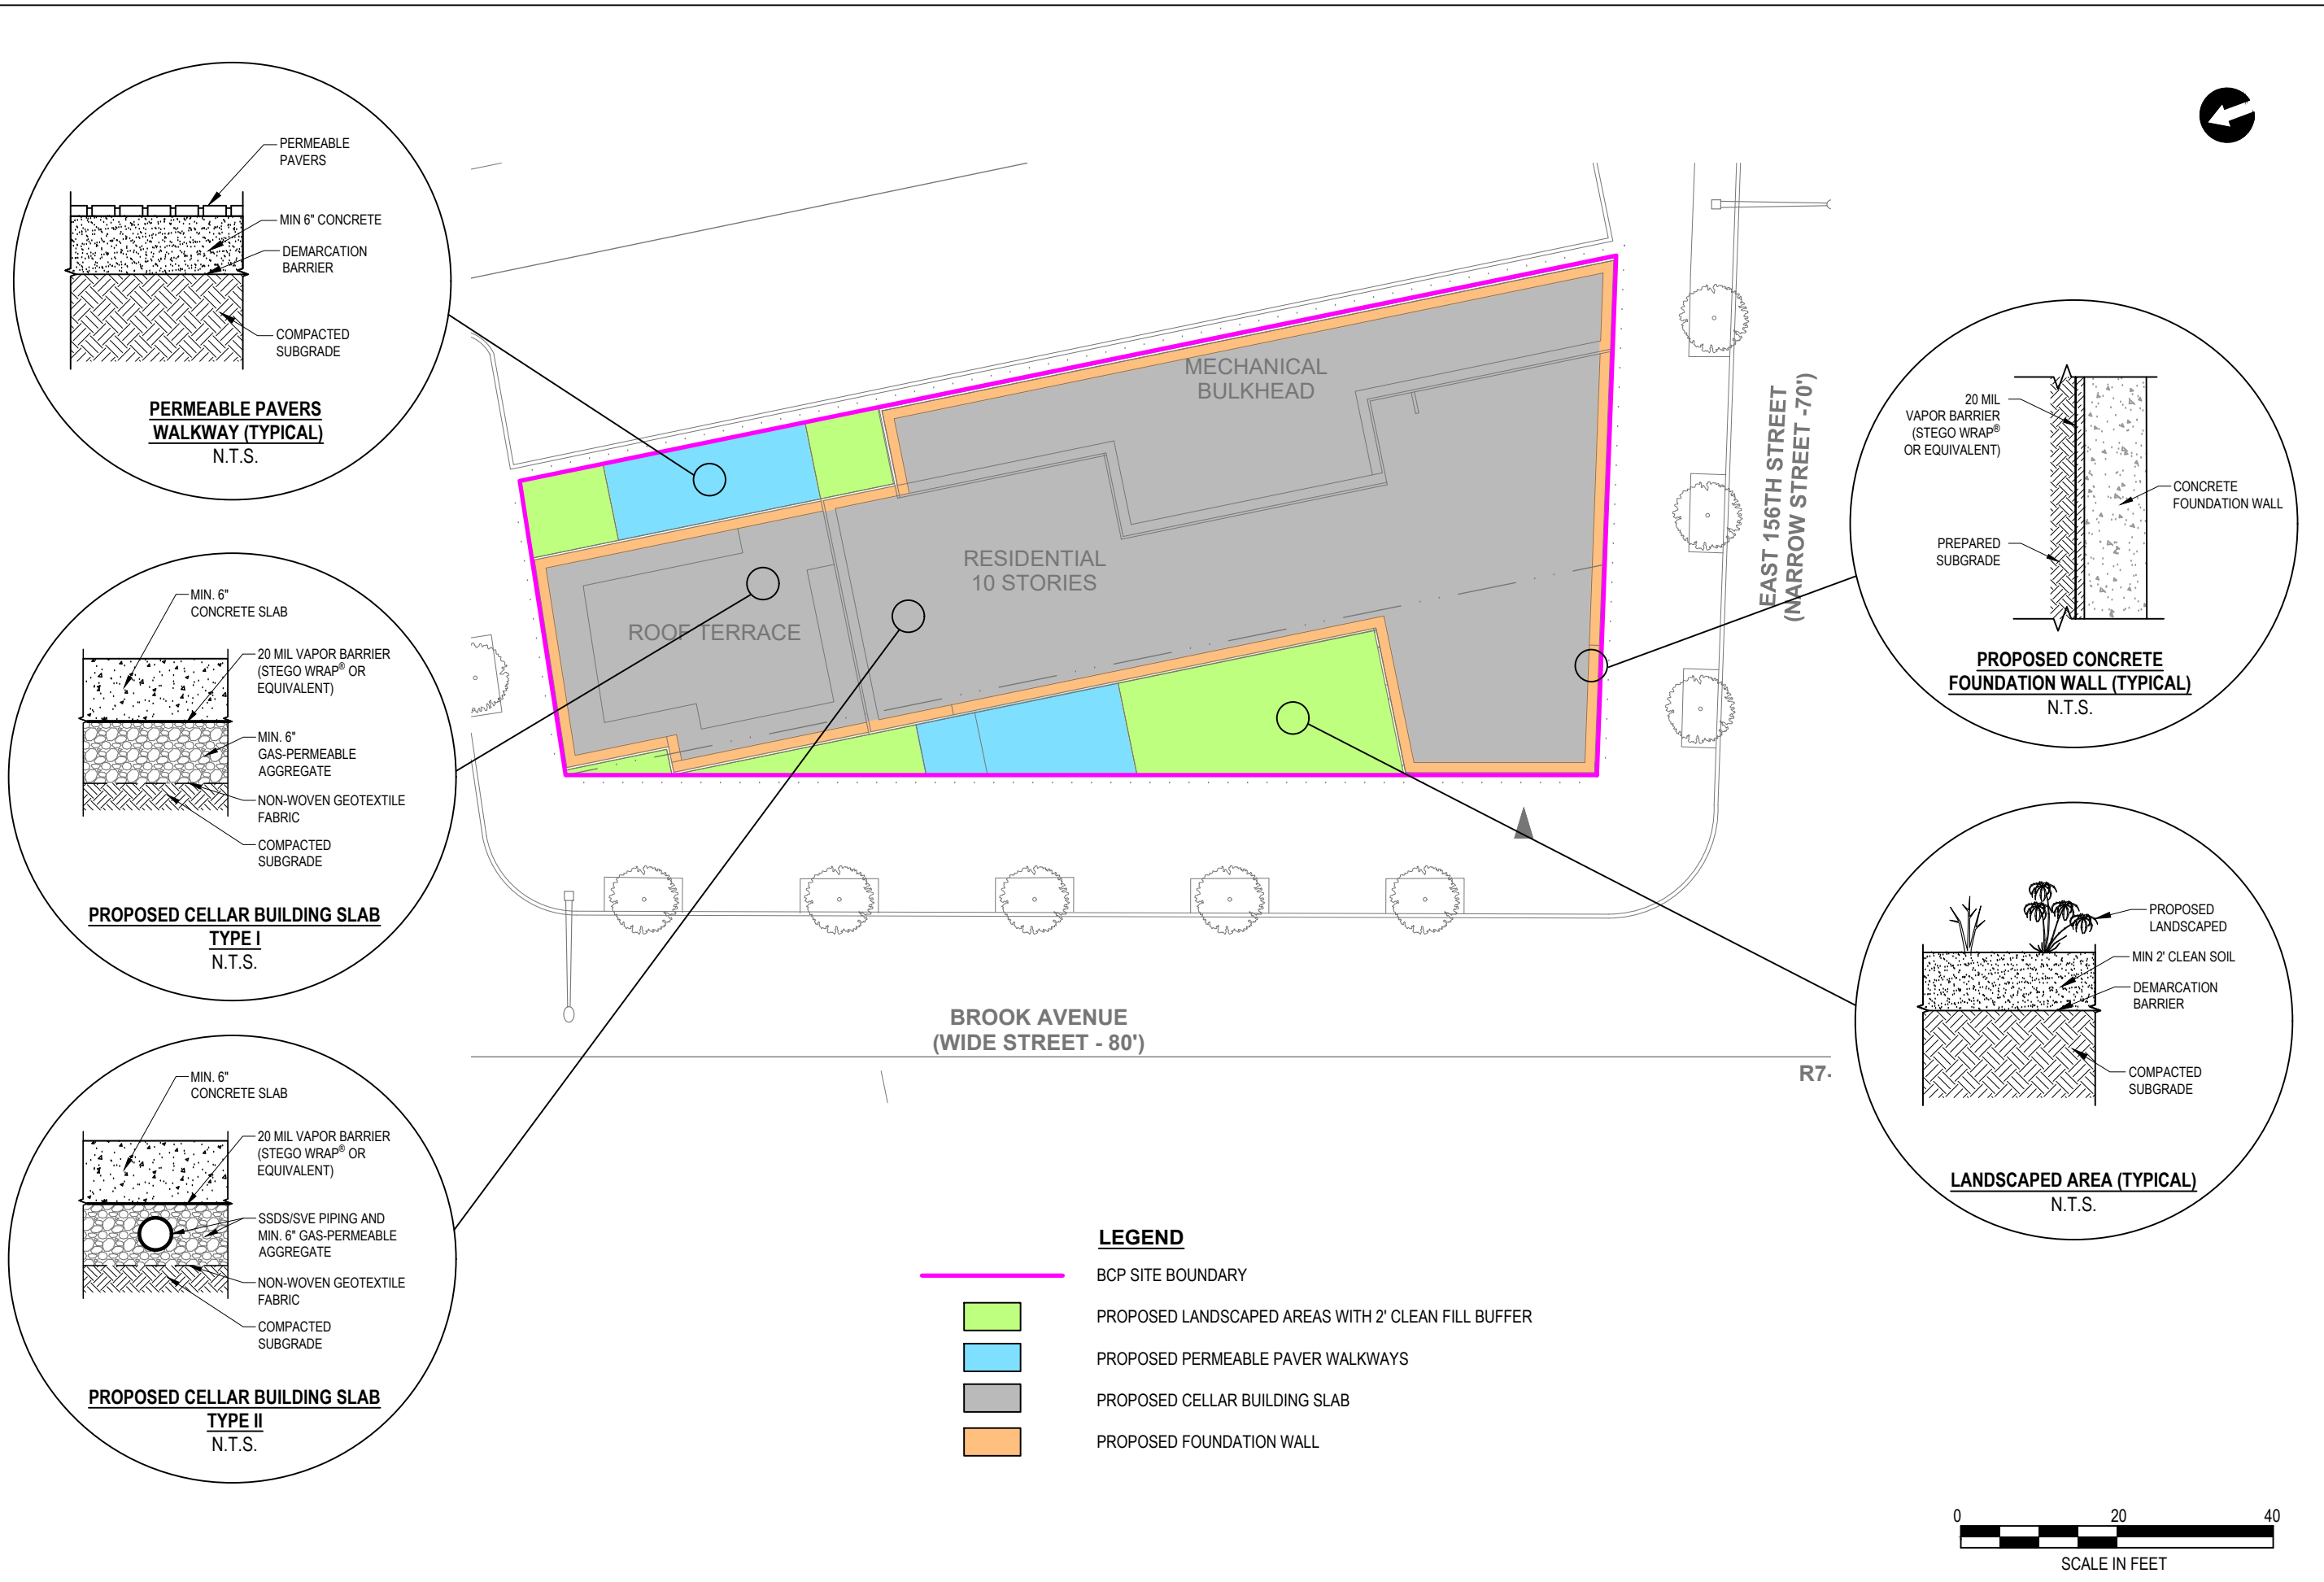 PERMEABLE
PAVERS
MIN 6" CONCRETE
DEMARCATION
BARRIER
COMPACTED
SUBGRADE
PERMEABLE PAVERS
WALKWAY (TYPICAL)
N.T.S.
MIN. 6"
CONCRETE SLAB
20 MIL VAPOR BARRIER
(STEGO WRAP® OR
EQUIVALENT)
MIN. 6"
GAS-PERMEABLE
AGGREGATE
NON-WOVEN GEOTEXTILE
FABRIC
COMPACTED
SUBGRADE
PROPOSED CELLAR BUILDING SLAB
TYPE I
N.T.S.
MIN. 6"
CONCRETE SLAB
20 MIL VAPOR BARRIER
(STEGO WRAP® OR
EQUIVALENT)
SSDS/SVE PIPING AND
MIN. 6" GAS-PERMEABLE
AGGREGATE
NON-WOVEN GEOTEXTILE
FABRIC
COMPACTED
SUBGRADE
PROPOSED CELLAR BUILDING SLAB
TYPE II
N.T.S.
MECHANICAL
BULKHEAD
RESIDENTIAL
10 STORIES
ROOF TERRACE
EAST 156TH STREET
(NARROW STREET -70')
BROOK AVENUE
(WIDE STREET - 80')
R7-
20 MIL
VAPOR BARRIER
(STEGO WRAP®
OR EQUIVALENT)
CONCRETE
FOUNDATION WALL
PREPARED
SUBGRADE
PROPOSED CONCRETE
FOUNDATION WALL (TYPICAL)
N.T.S.
PROPOSED
LANDSCAPED
MIN 2' CLEAN SOIL
DEMARCATION
BARRIER
COMPACTED
SUBGRADE
LANDSCAPED AREA (TYPICAL)
N.T.S.
LEGEND
BCP SITE BOUNDARY
PROPOSED LANDSCAPED AREAS WITH 2' CLEAN FILL BUFFER
PROPOSED PERMEABLE PAVER WALKWAYS
PROPOSED CELLAR BUILDING SLAB
PROPOSED FOUNDATION WALL
0 20 40
SCALE IN FEET